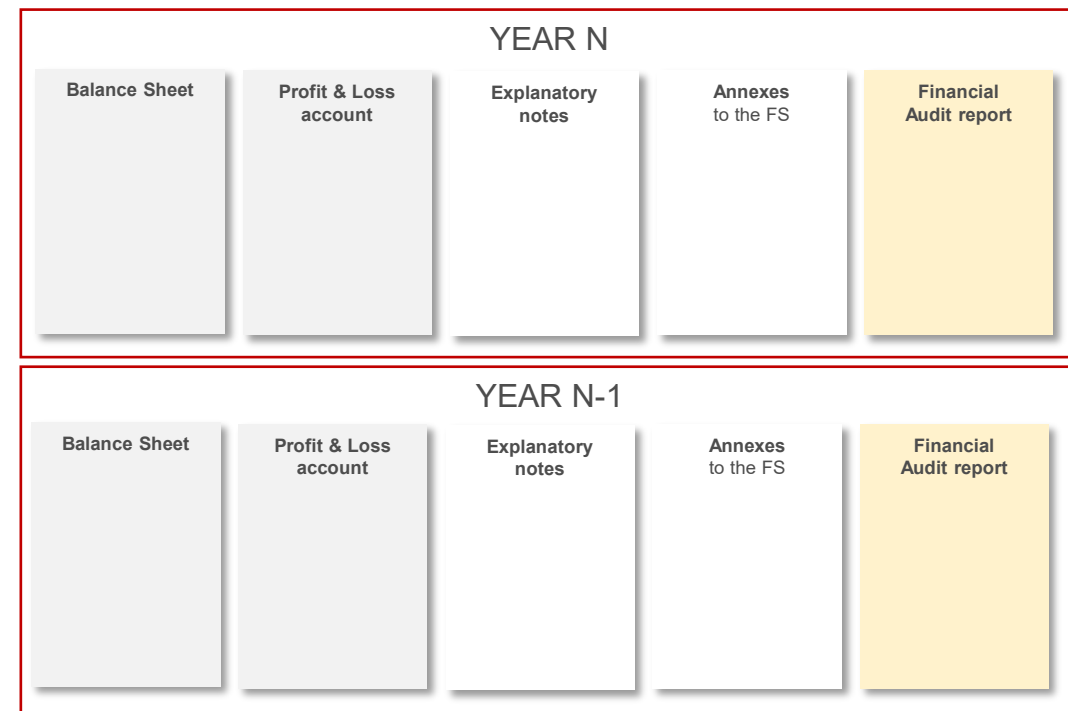 YEAR N
Balance Sheet
Profit & Loss
account
Explanatory
notes
Annexes
to the FS
Financial
Audit report
YEAR N-1
Balance Sheet
Profit & Loss
account
Explanatory
notes
Annexes
to the FS
Financial
Audit report